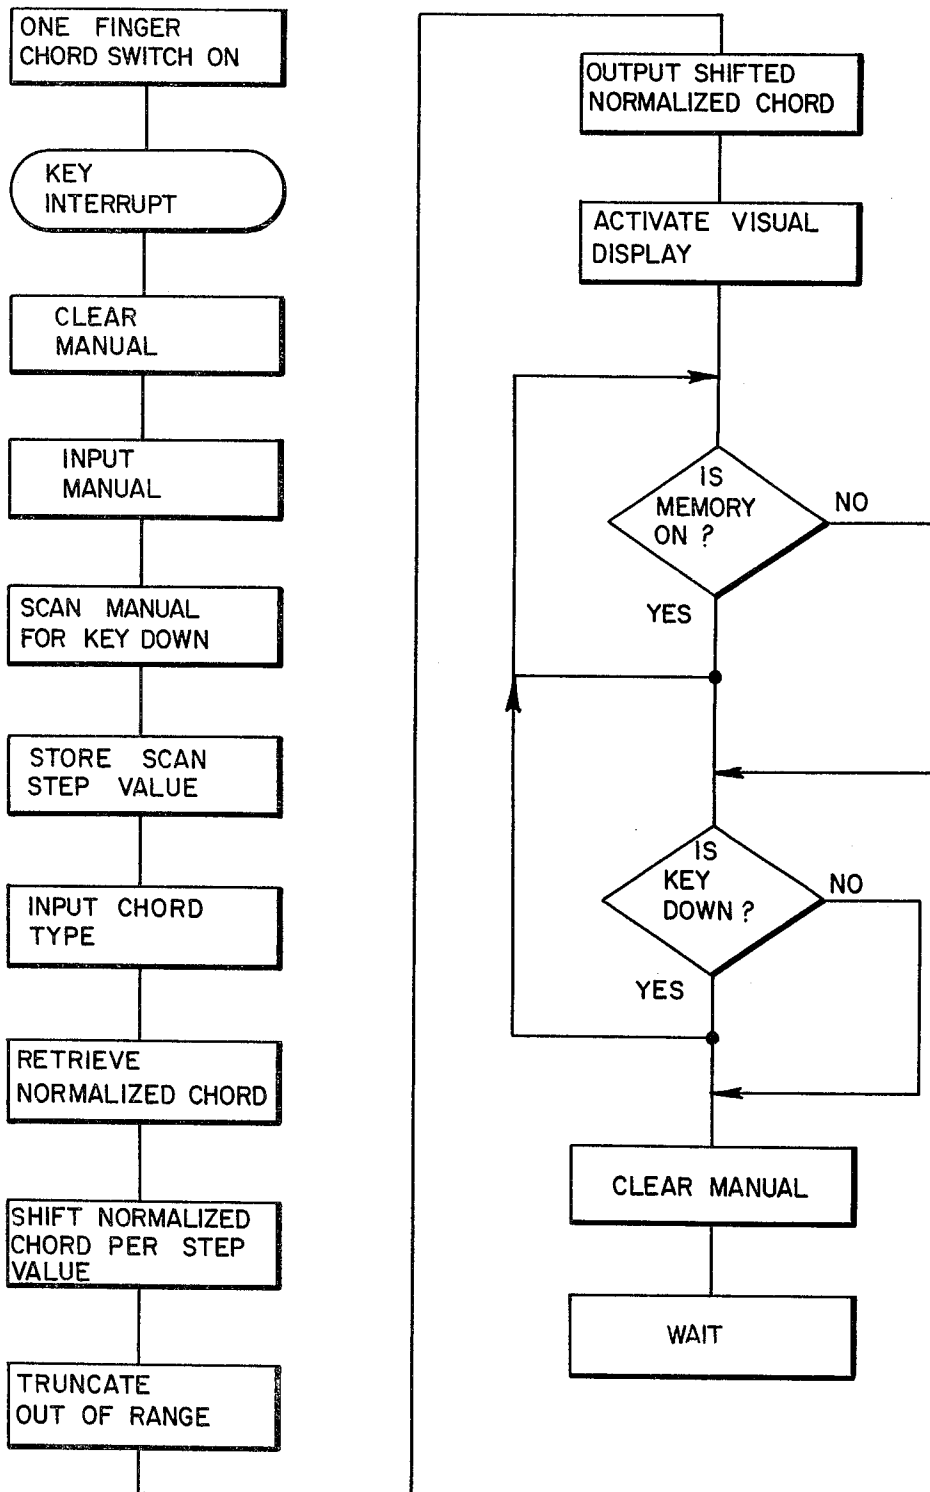 ONE FINGER
CHORD SWITCH ON
KEY
INTERRUPT
CLEAR
MANUAL
INPUT
MANUAL
SCAN MANUAL
FOR KEY DOWN
STORE SCAN
STEP VALUE
INPUT CHORD
TYPE
RETRIEVE
NORMALIZED CHORD
SHIFT NORMALIZED
CHORD PER STEP
VALUE
TRUNCATE
OUT OF RANGE
OUTPUT SHIFTED
NORMALIZED CHORD
ACTIVATE VISUAL
DISPLAY
IS
MEMORY
ON ?
NO
YES
IS
KEY
DOWN ?
NO
YES
CLEAR MANUAL
WAIT